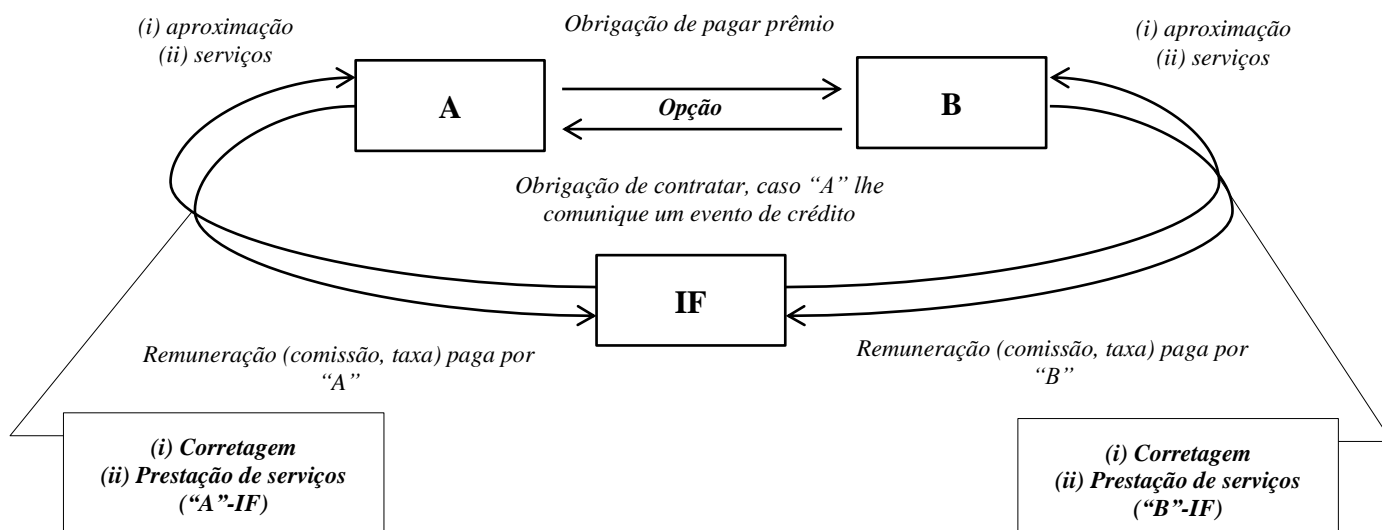 (i) aproximação
(ii) serviços
Obrigação de pagar prêmio
(i) aproximação
(ii) serviços
A
Opção
B
Obrigação de contratar, caso “A” lhe
comunique um evento de crédito
IF
Remuneração (comissão, taxa) paga por
“A”
Remuneração (comissão, taxa) paga por
“B”
(i) Corretagem
(ii) Prestação de serviços
(“A”-IF)
(i) Corretagem
(ii) Prestação de serviços
(“B”-IF)